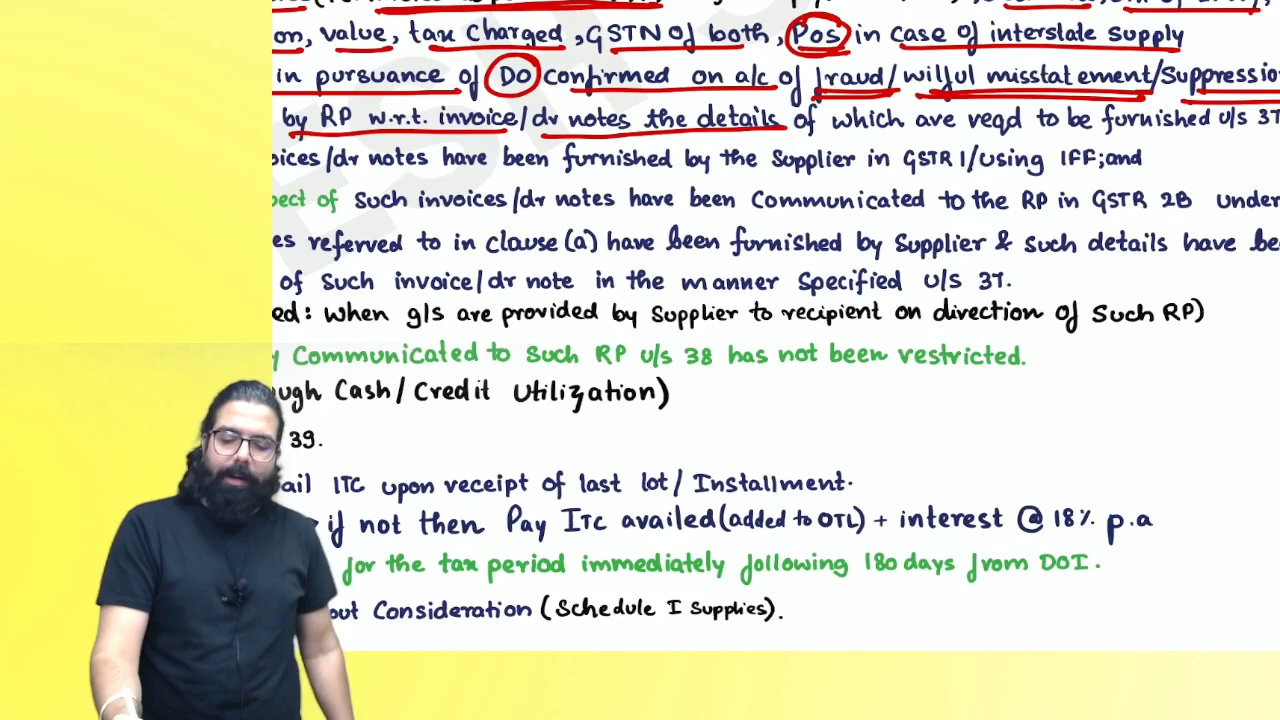 on, value, tax Charged, GSTN Of both, POS in case of interstate supply
in pursuance of DO confirmed on a/c of fraud/ wilful misstatement/Suppression
by RP w.r.t. invoice/dr notes the details of which are reqd to be furnished u/s 37
oices/dr notes have been furnished by the Supplier in GSTR 1/using IFF; and
pect of Such invoices/dr notes have been Communicated to the RP in GSTR 2B under
es referred to in clause (a) have been furnished by Supplier & such details have be
of such invoice/dr note in the manner Specified u/s 37.
ed: when g/s are provided by Supplier to recipient on direction of Such RP)
y Communicated to Such RP u/s 38 has not been restricted.
ugh Cash/Credit Utilization)
39.
ail ITC upon receipt of last lot/ Installment.
if not then Pay ITC availed (added to OTL) + interest @ 18% p.a
for the tax period immediately following 180 days from DOI.
out Consideration (Schedule I Supplies).